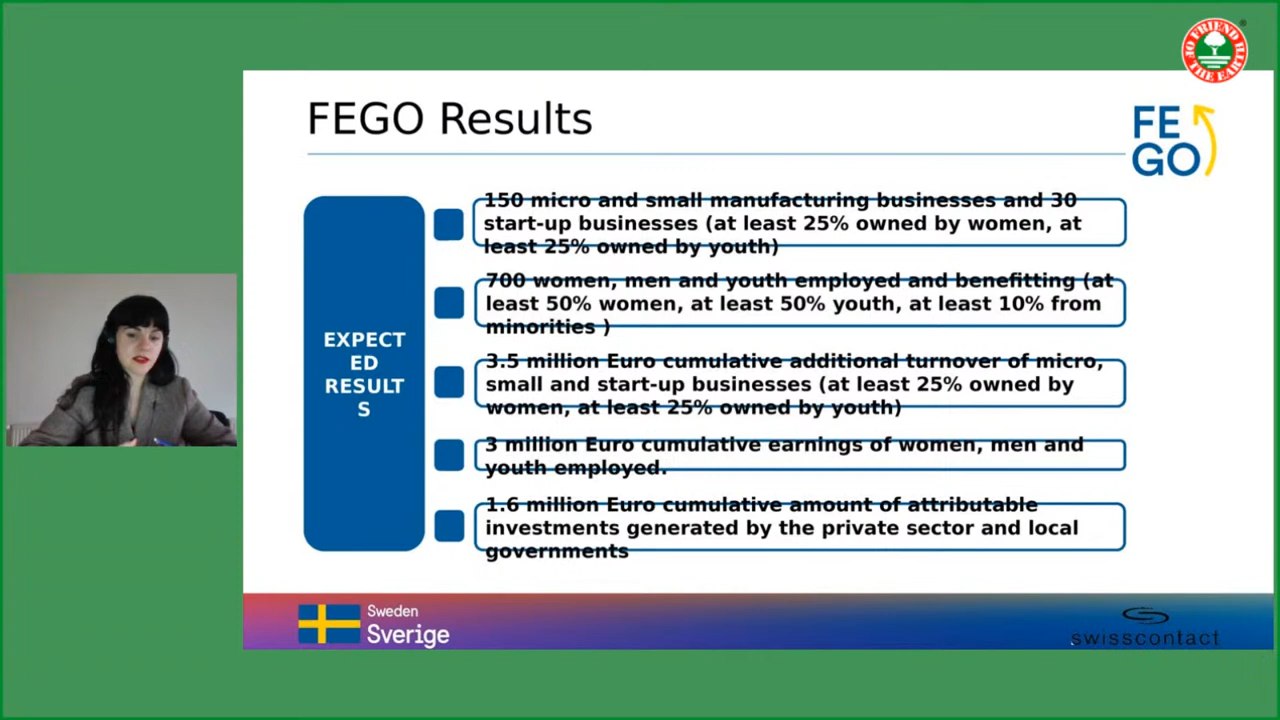 FRIEND OF THE EARTH
FEGO Results
FE
GO
150 micro and small manufacturing businesses and 30
start-up businesses (at least 25% owned by women, at
least 25% owned by youth)
700 women, men and youth employed and benefitting (at
least 50% women, at least 50% youth, at least 10% from
minorities )
EXPECT
ED
RESULT
S
3.5 million Euro cumulative additional turnover of micro,
small and start-up businesses (at least 25% owned by
women, at least 25% owned by youth)
3 million Euro cumulative earnings of women, men and
youth employed.
1.6 million Euro cumulative amount of attributable
investments generated by the private sector and local
governments
Sweden
Sverige
swisscontact